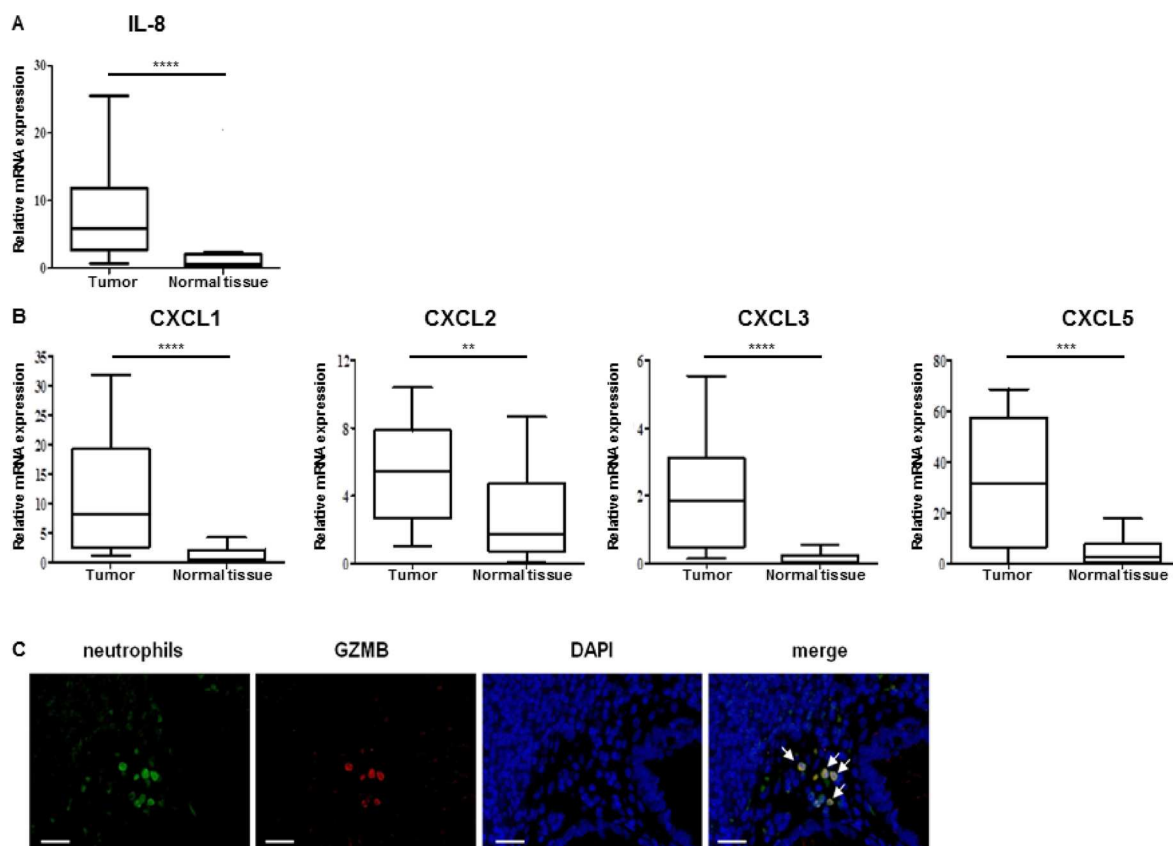 A
IL-8
Relative mRNA expression
30
20
10
0
****
Tumor Normal tissue
B
CXCL1
Relative mRNA expression
35
30
25
20
15
10
5
0
****
Tumor Normal tissue
CXCL2
Relative mRNA expression
12
8
4
0
**
Tumor Normal tissue
CXCL3
Relative mRNA expression
6
4
2
0
****
Tumor Normal tissue
CXCL5
Relative mRNA expression
80
60
40
20
0
***
Tumor Normal tissue
C
neutrophils GZMB DAPI merge